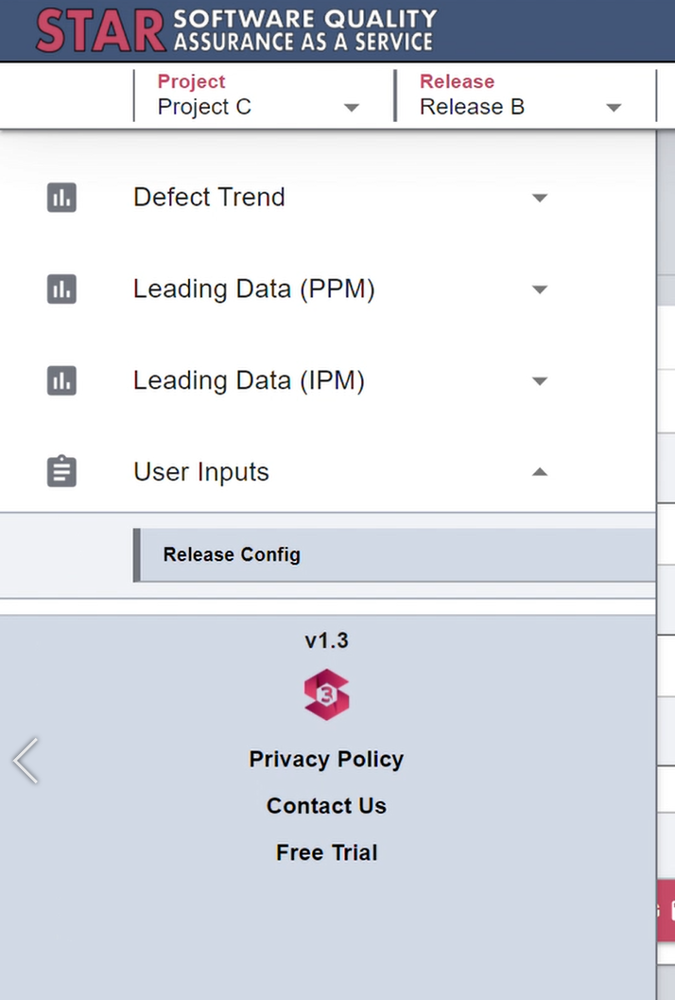 STAR SOFTWARE QUALITY
ASSURANCE AS A SERVICE
Project
Project C
Release
Release B
Defect Trend
Leading Data (PPM)
Leading Data (IPM)
User Inputs
Release Config
v1.3
S3
Privacy Policy
Contact Us
Free Trial